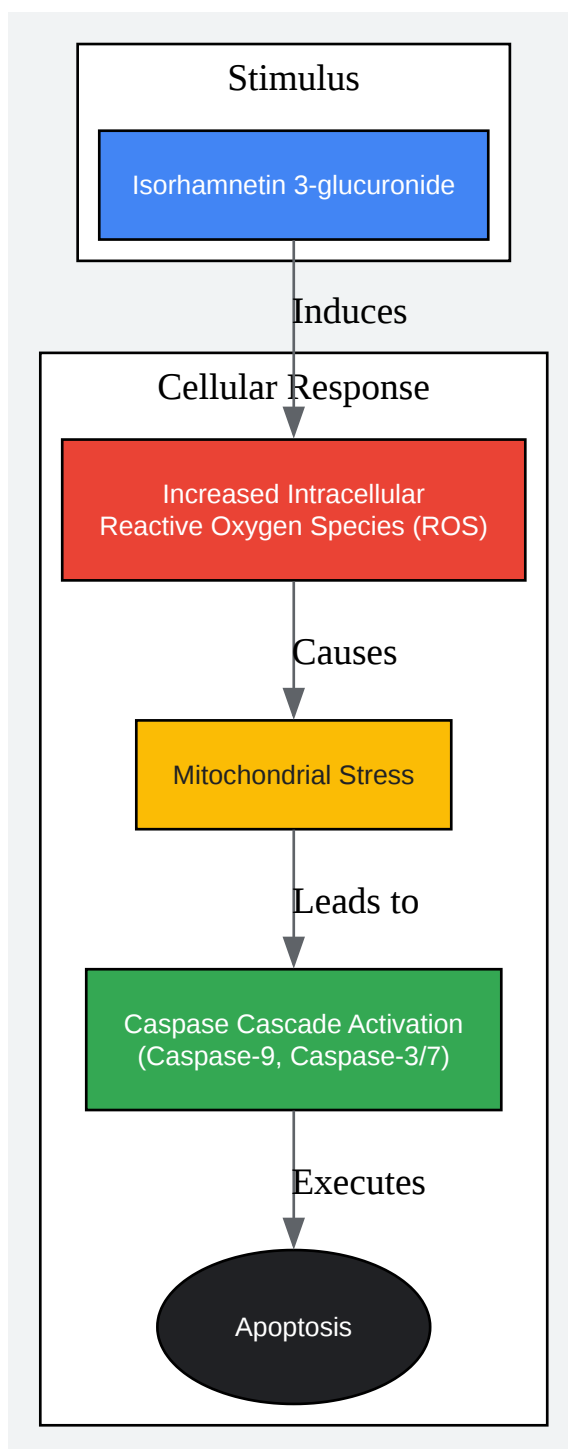 Stimulus
Isorhamnetin 3-glucuronide
Induces
Cellular Response
Increased Intracellular
Reactive Oxygen Species (ROS)
Causes
Mitochondrial Stress
Leads to
Caspase Cascade Activation
(Caspase-9, Caspase-3/7)
Executes
Apoptosis